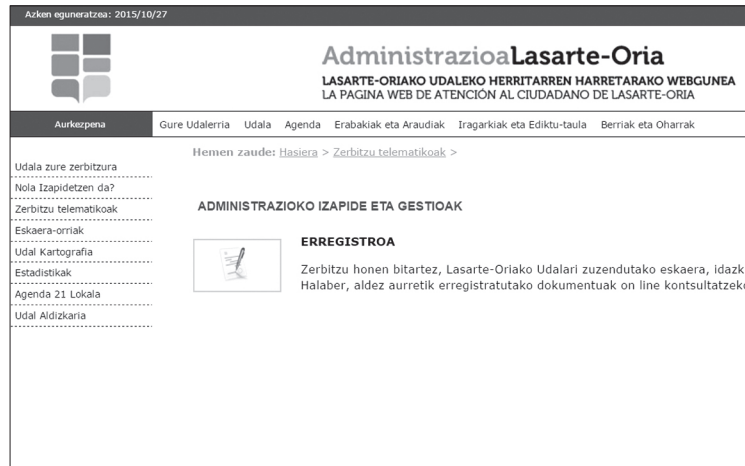 Azken eguneratzea: 2015/10/27
AdministrazioaLasarte-Oria
LASARTE-ORIAKO UDALEKO HERRITARREN HARRETARAKO WEBGUNEA
LA PAGINA WEB DE ATENCIÓN AL CIUDADANO DE LASARTE-ORIA
Aurkezpena Gure Udalerria Udala Agenda Erabakiak eta Araudiak Iragarkiak eta Ediktu-taula Berriak eta Oharrak
Hemen zaude: Hasiera > Zerbitzu telematikoak >
Udala zure zerbitzura
Nola Izapidetzen da?
Zerbitzu telematikoak
Eskaera-orriak
Udal Kartografia
Estadistikak
Agenda 21 Lokala
Udal Aldizkaria
ADMINISTRAZIOKO IZAPIDE ETA GESTIOAK
ERREGISTROA
Zerbitzu honen bitartez, Lasarte-Oriako Udalari zuzendutako eskaera, idazk
Halaber, aldez aurretik erregistratutako dokumentuak on line kontsultatzeko